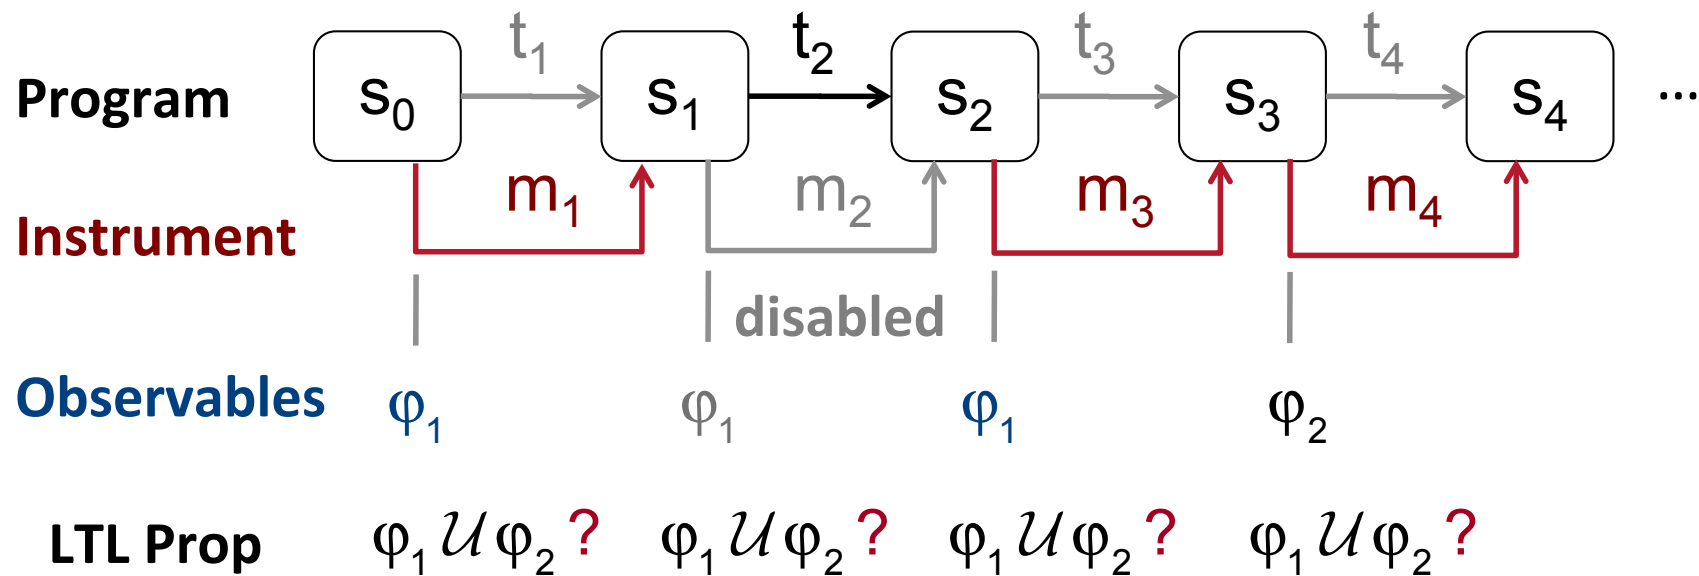 t₁ t₂ t₃ t₄
Program s₀ s₁ s₂ s₃ s₄ ...
m₁ m₂ m₃ m₄
Instrument
disabled
Observables φ₁ φ₁ φ₁ φ₂
LTL Prop φ₁ 𝒰 φ₂ ? φ₁ 𝒰 φ₂ ? φ₁ 𝒰 φ₂ ? φ₁ 𝒰 φ₂ ?